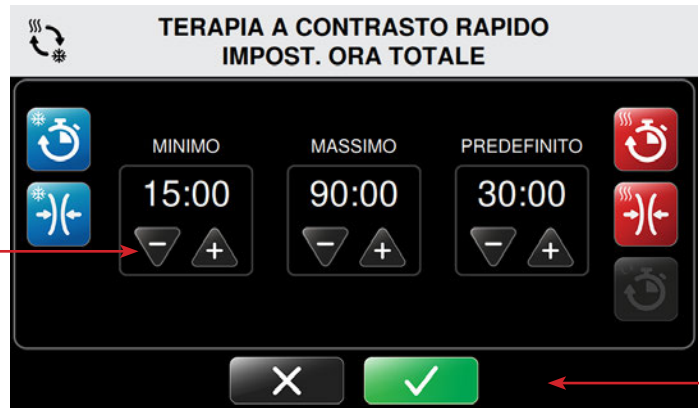 TERAPIA A CONTRASTO RAPIDO
IMPOST. ORA TOTALE
MINIMO MASSIMO PREDEFINITO
15:00 90:00 30:00